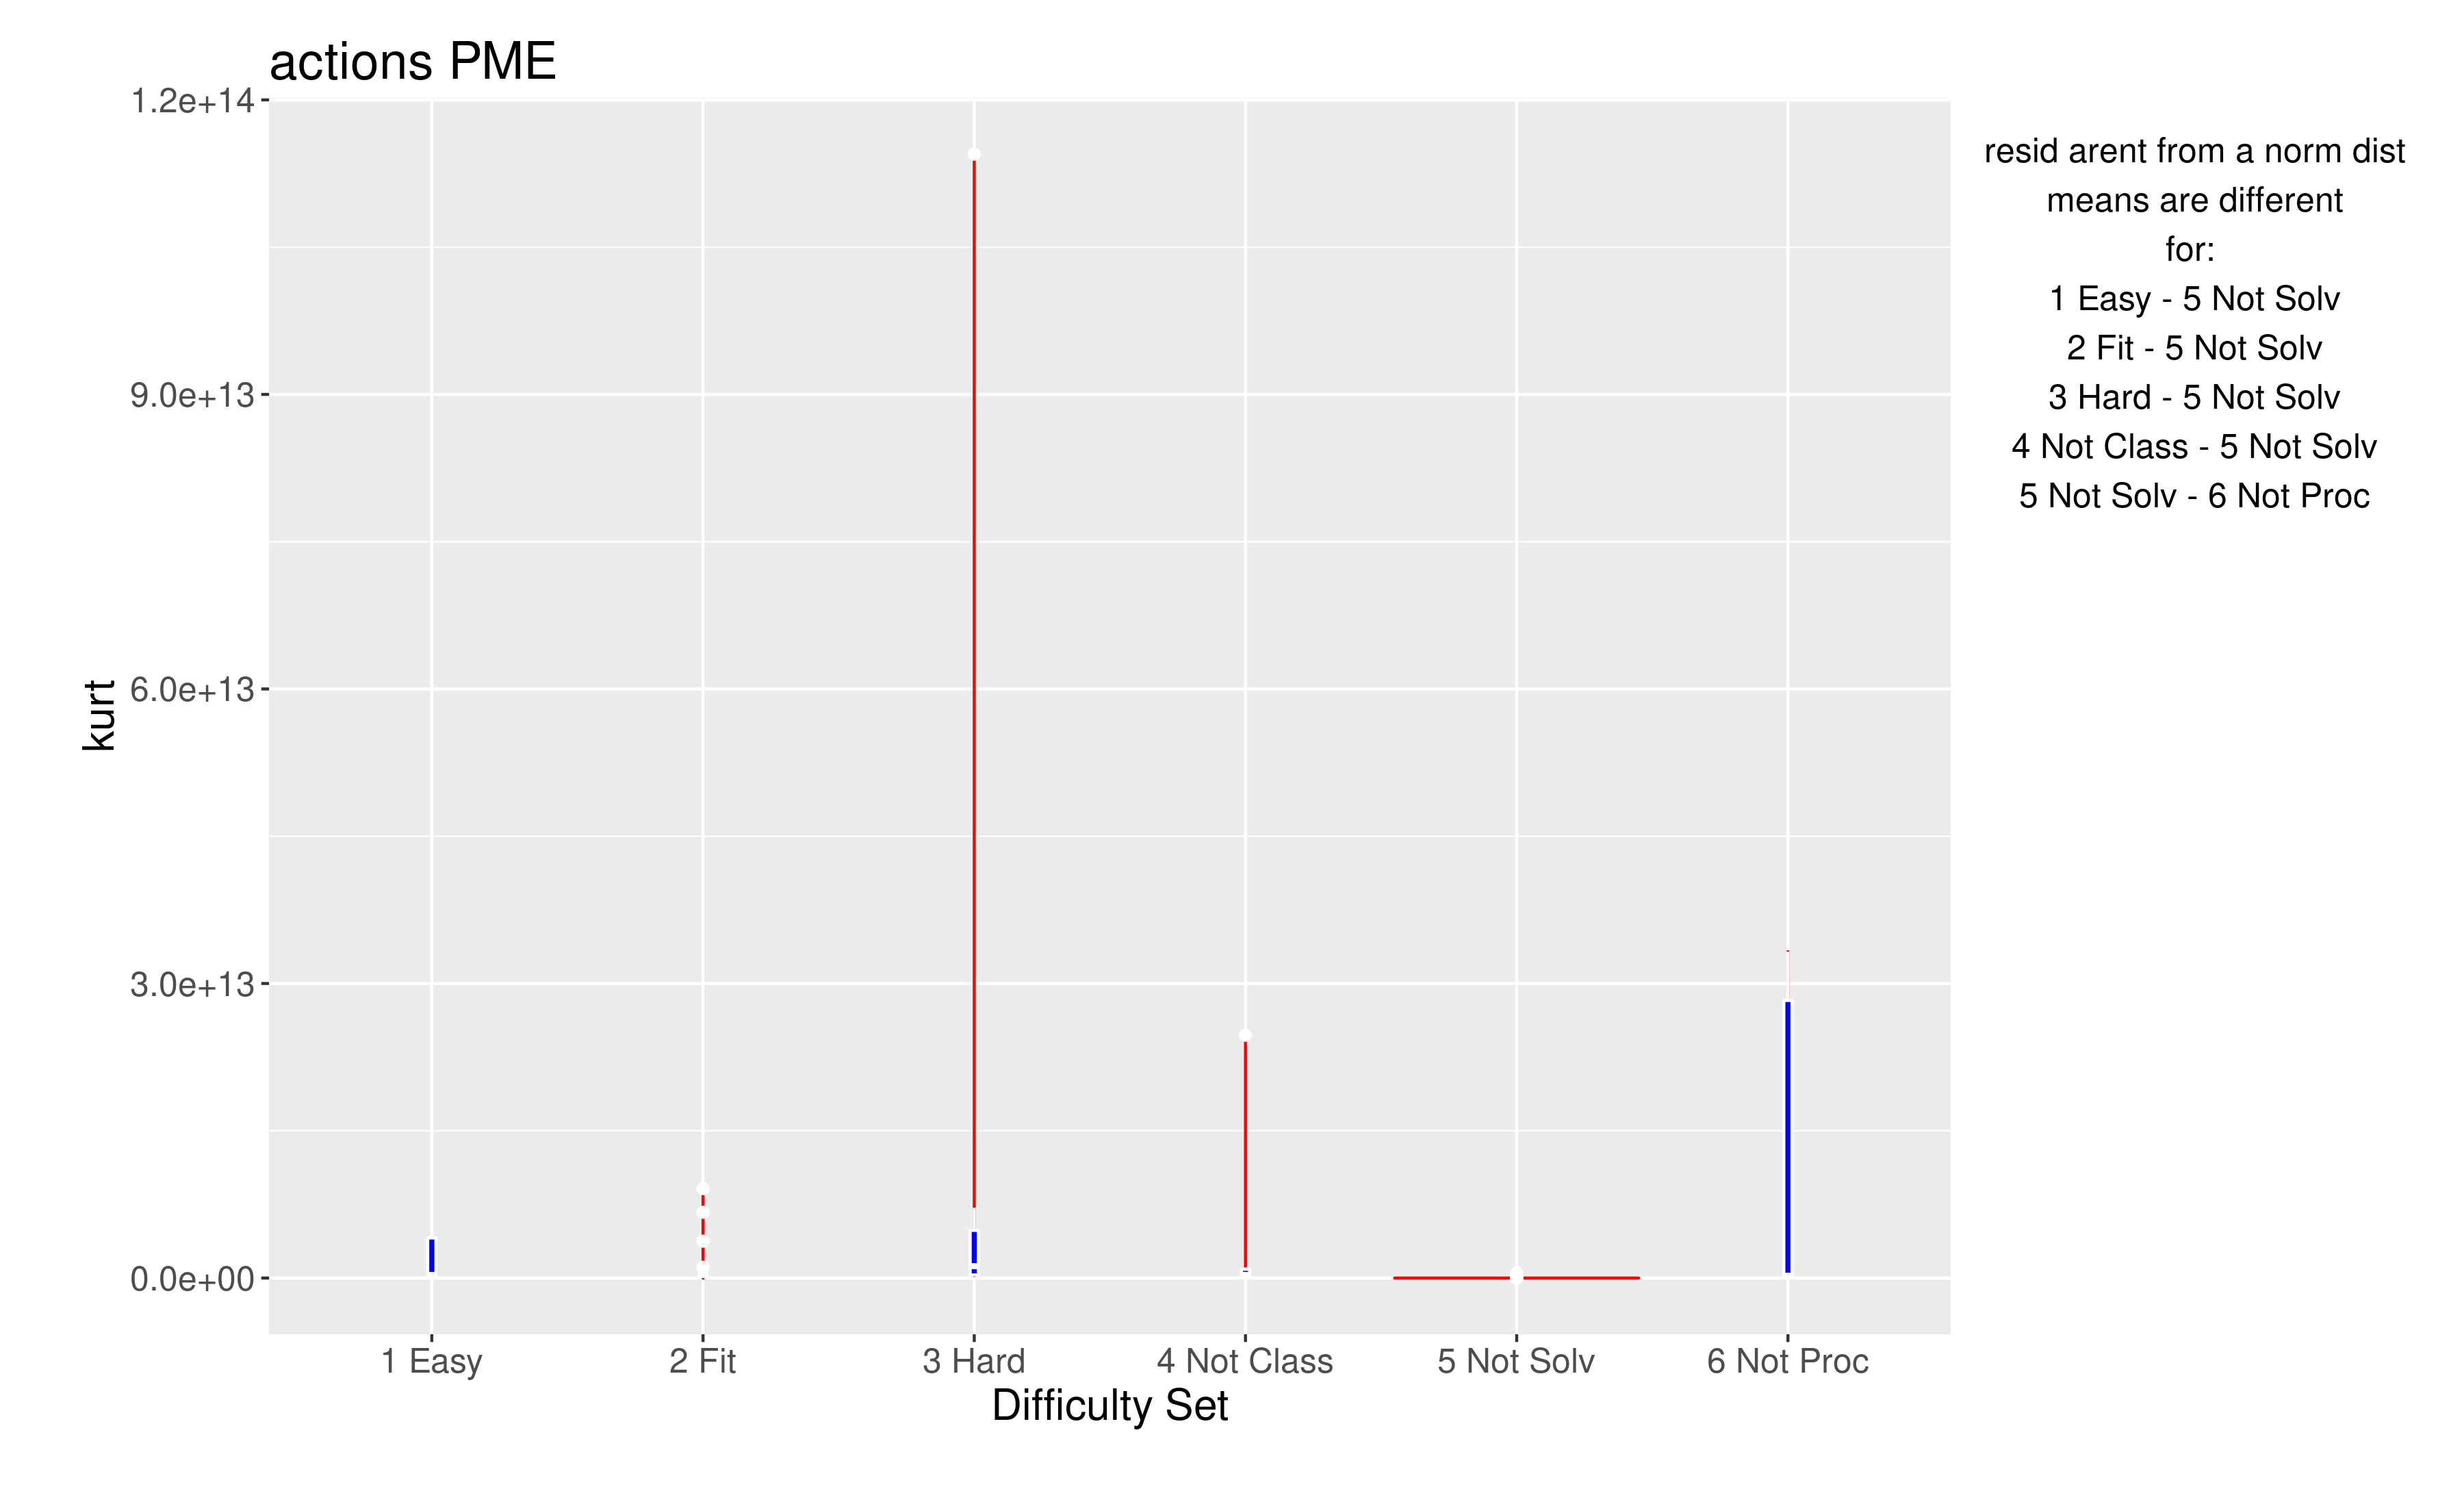 actions PME
1.2e+14
9.0e+13
6.0e+13
3.0e+13
0.0e+00
kurt
1 Easy
2 Fit
3 Hard
4 Not Class
5 Not Solv
6 Not Proc
Difficulty Set
resid arent from a norm dist
means are different
for:
1 Easy - 5 Not Solv
2 Fit - 5 Not Solv
3 Hard - 5 Not Solv
4 Not Class - 5 Not Solv
5 Not Solv - 6 Not Proc